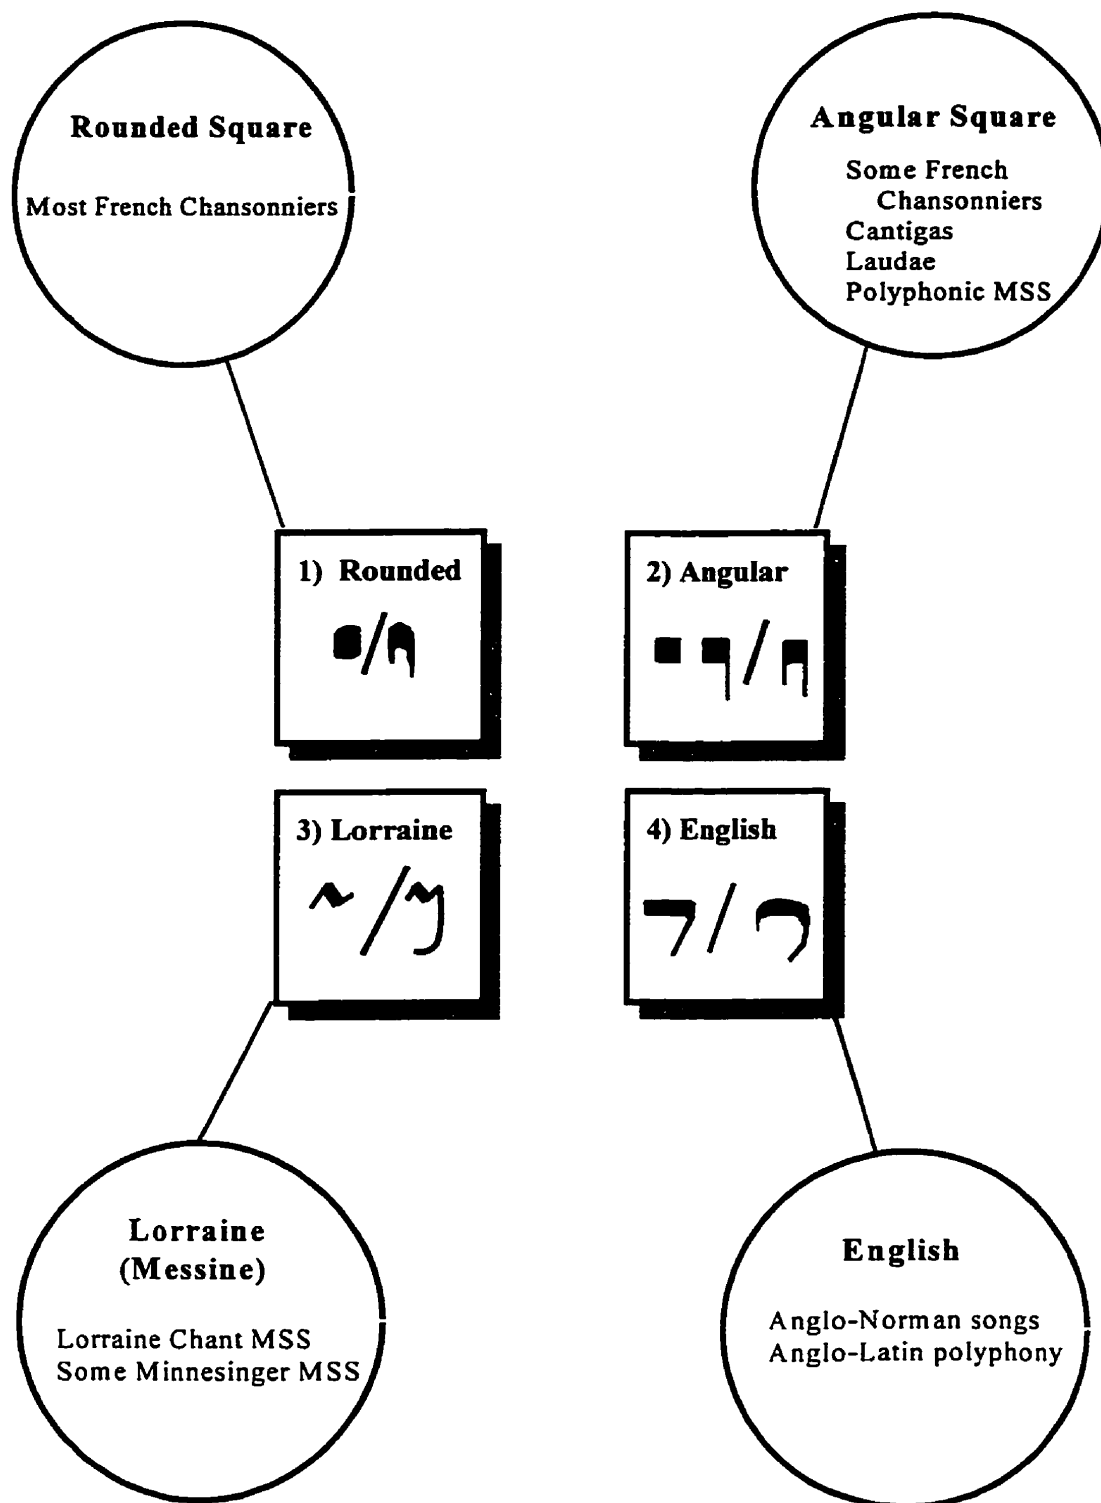 Rounded Square
Most French Chansonniers
Angular Square
Some French
Chansonniers
Cantigas
Laudae
Polyphonic MSS
1) Rounded
2) Angular
3) Lorraine
4) English
Lorraine
(Messine)
Lorraine Chant MSS
Some Minnesinger MSS
English
Anglo-Norman songs
Anglo-Latin polyphony